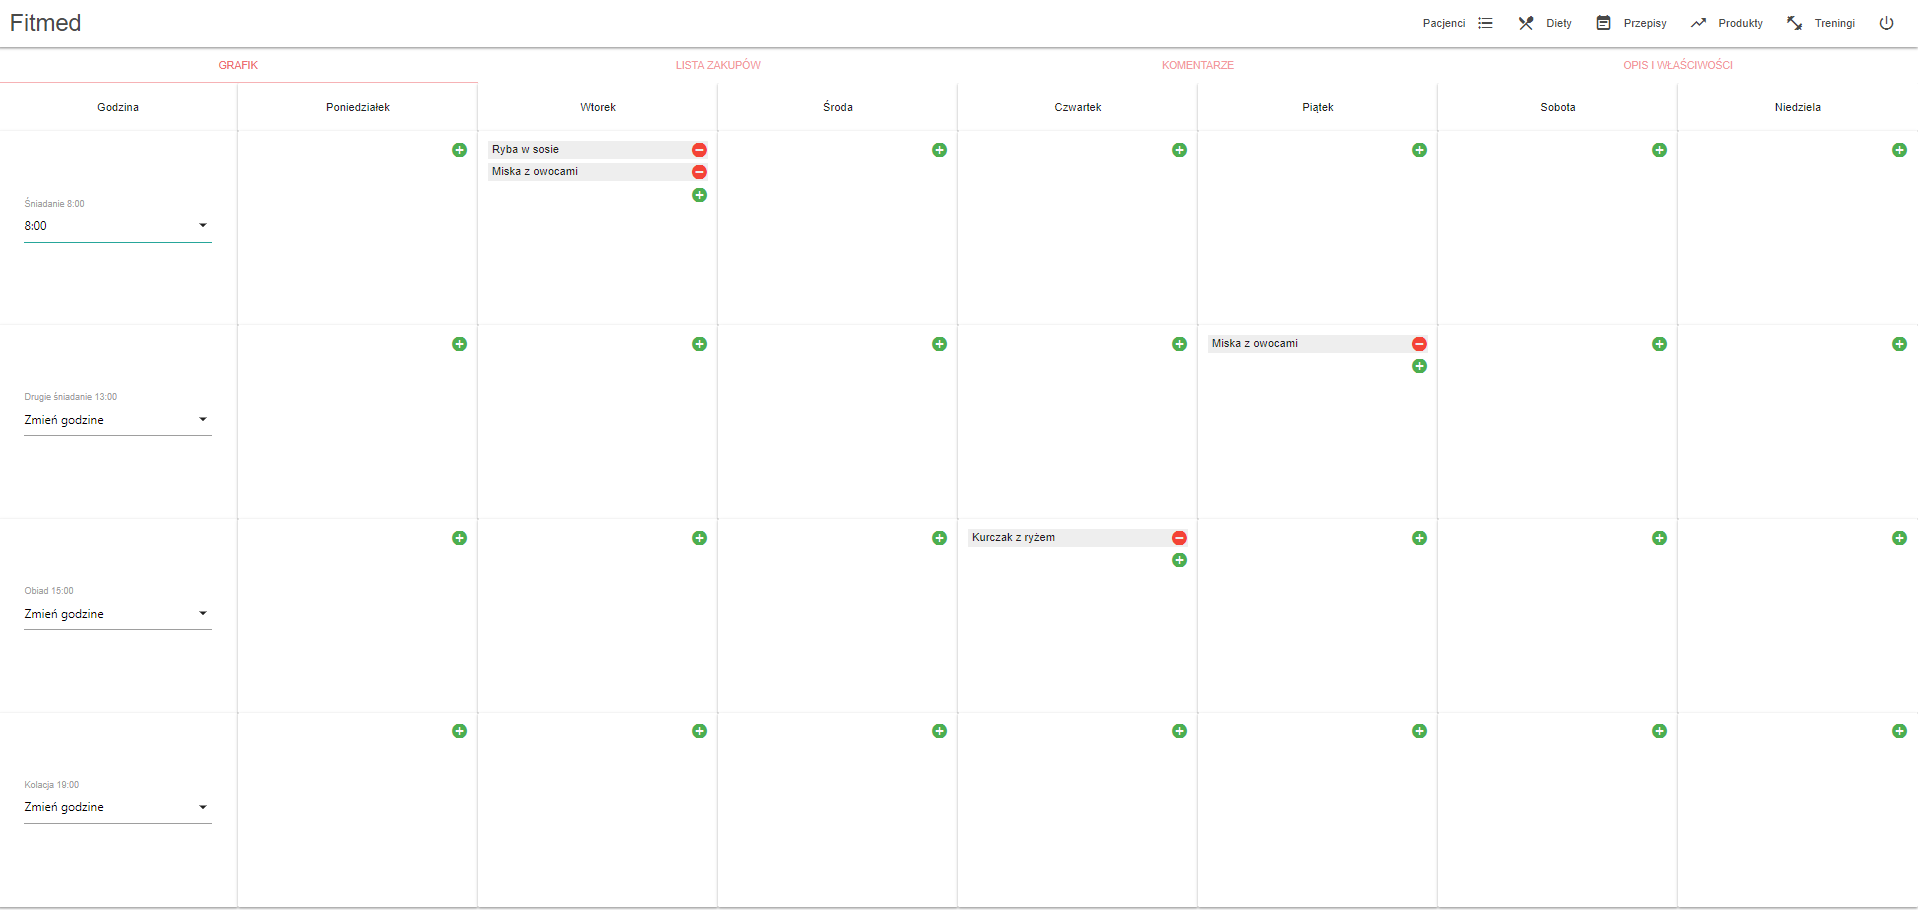 Fitmed
Pacjenci Diety Przepisy Produkty Treningi
GRAFIK LISTA ZAKUPÓW KOMENTARZE OPIS I WŁAŚCIWOŚCI
Godzina Poniedziałek Wtorek Środa Czwartek Piątek Sobota Niedziela
Ryba w sosie
Miska z owocami
Śniadanie 8:00
8:00
Miska z owocami
Drugie śniadanie 13:00
Zmień godzine
Kurczak z ryżem
Obiad 15:00
Zmień godzine
Kolacja 19:00
Zmień godzine